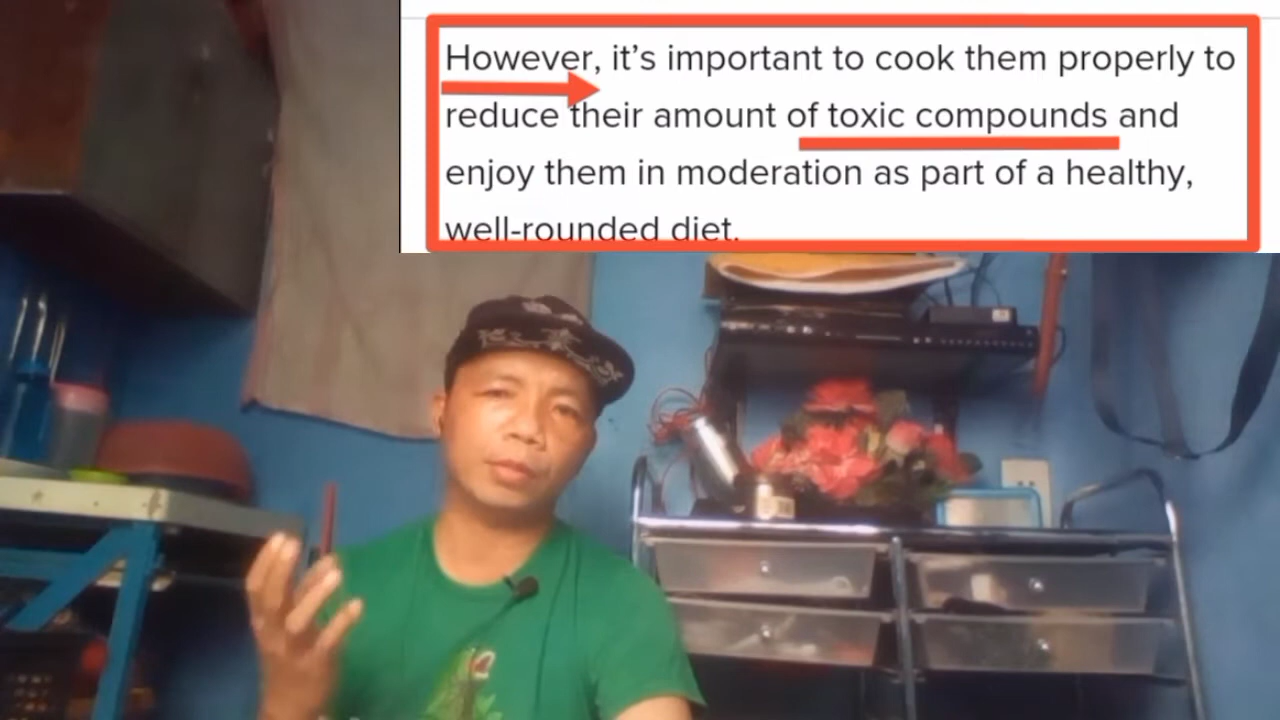 However, it’s important to cook them properly to
reduce their amount of toxic compounds and
enjoy them in moderation as part of a healthy,
well-rounded diet.